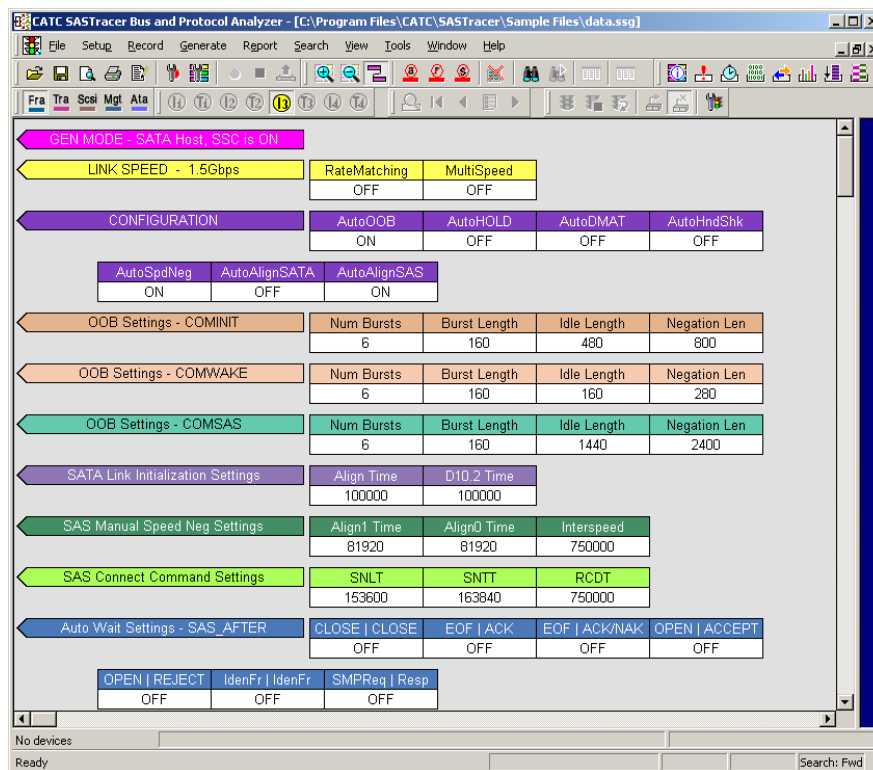 CATC SASTracer Bus and Protocol Analyzer - [C:\Program Files\CATC\SASTracer\Sample Files\data.ssg]
File Setup Record Generate Report Search View Tools Window Help
Fra Tra Scsi Mgt Ata I1 T1 I2 T2 I3 T3 I4 T4
GEN MODE - SATA Host, SSC is ON
LINK SPEED - 1.5Gbps RateMatching MultiSpeed
OFF OFF
CONFIGURATION AutoOOB AutoHOLD AutoDMAT AutoHndShk
ON OFF OFF OFF
AutoSpdNeg AutoAlignSATA AutoAlignSAS
ON OFF ON
OOB Settings - COMINIT Num Bursts Burst Length Idle Length Negation Len
6 160 480 800
OOB Settings - COMWAKE Num Bursts Burst Length Idle Length Negation Len
6 160 160 280
OOB Settings - COMSAS Num Bursts Burst Length Idle Length Negation Len
6 160 1440 2400
SATA Link Initialization Settings Align Time D10.2 Time
100000 100000
SAS Manual Speed Neg Settings Align1 Time Align0 Time Interspeed
81920 81920 750000
SAS Connect Command Settings SNLT SNTT RCDT
153600 163840 750000
Auto Wait Settings - SAS_AFTER CLOSE | CLOSE EOF | ACK EOF | ACK/NAK OPEN | ACCEPT
OFF OFF OFF OFF
OPEN | REJECT IdenFr | IdenFr SMPReq | Resp
OFF OFF OFF
No devices
Ready Search: Fwd